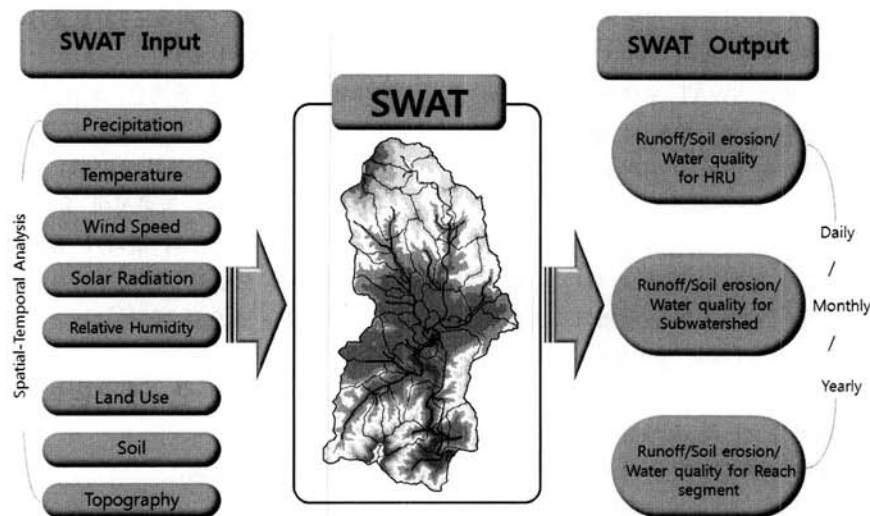 SWAT Input
Precipitation
Temperature
Wind Speed
Solar Radiation
Relative Humidity
Land Use
Soil
Topography
Spatial-Temporal Analysis
SWAT
SWAT Output
Runoff/Soil erosion/
Water quality
for HRU
Runoff/Soil erosion/
Water quality for
Subwatershed
Runoff/Soil erosion/
Water quality for Reach
segment
Daily
/
Monthly
/
Yearly